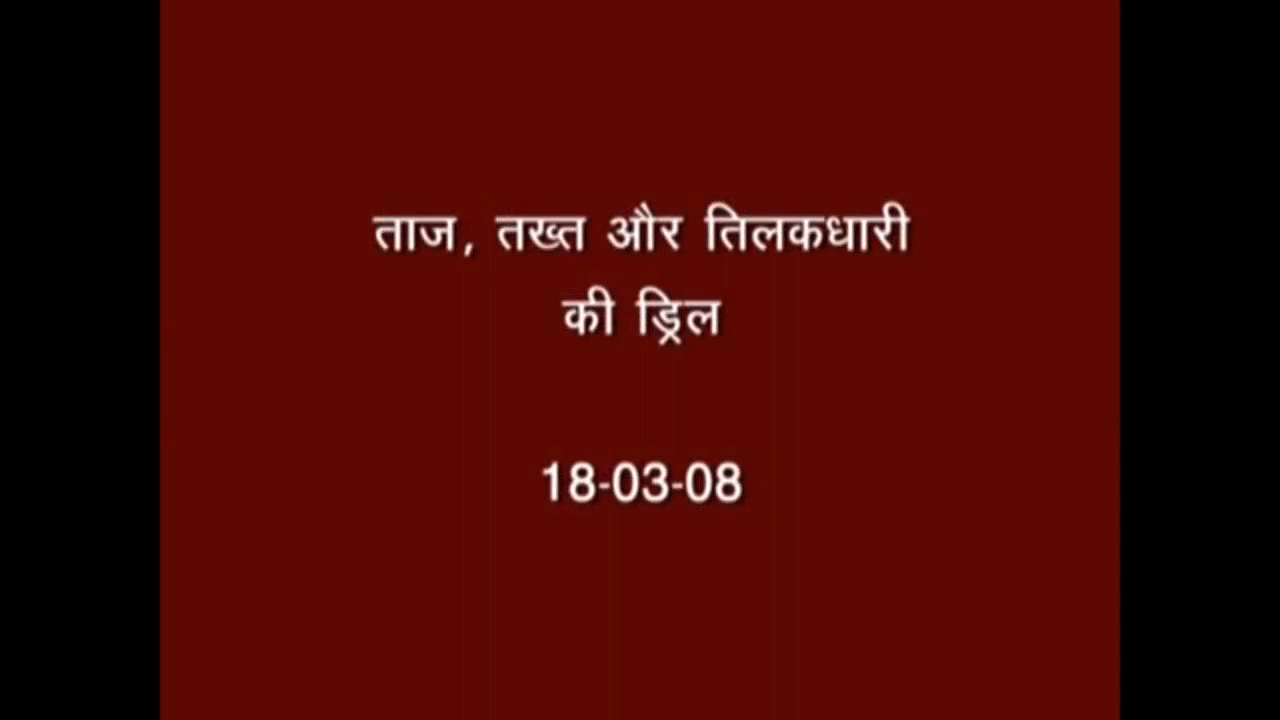 ताज, तख्त और तिलकधारी
की ड्रिल
18-03-08